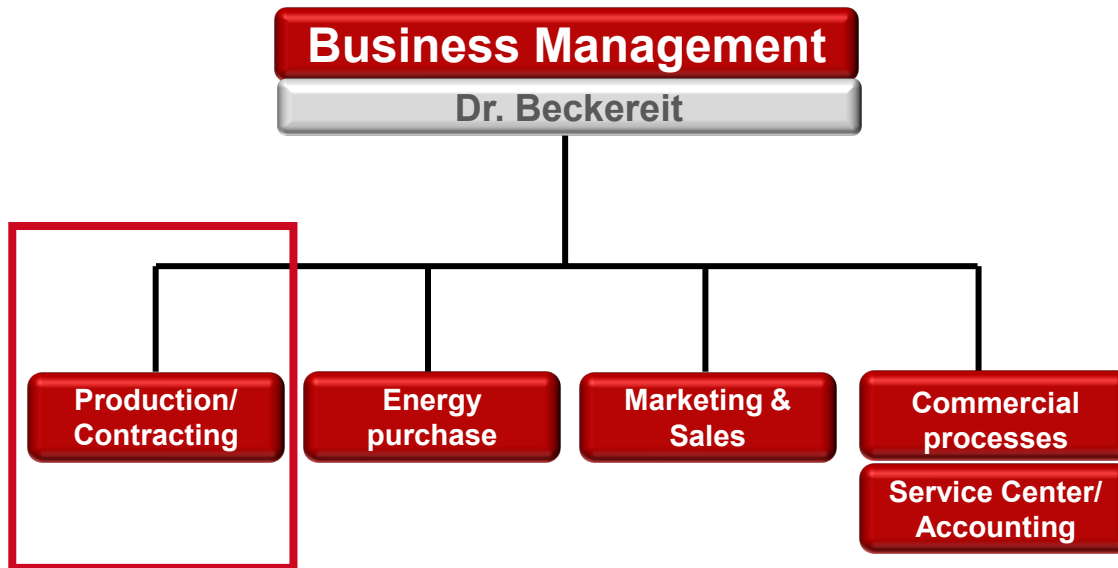 Business Management
Dr. Beckereit
Production/
Contracting
Energy
purchase
Marketing &
Sales
Commercial
processes
Service Center/
Accounting